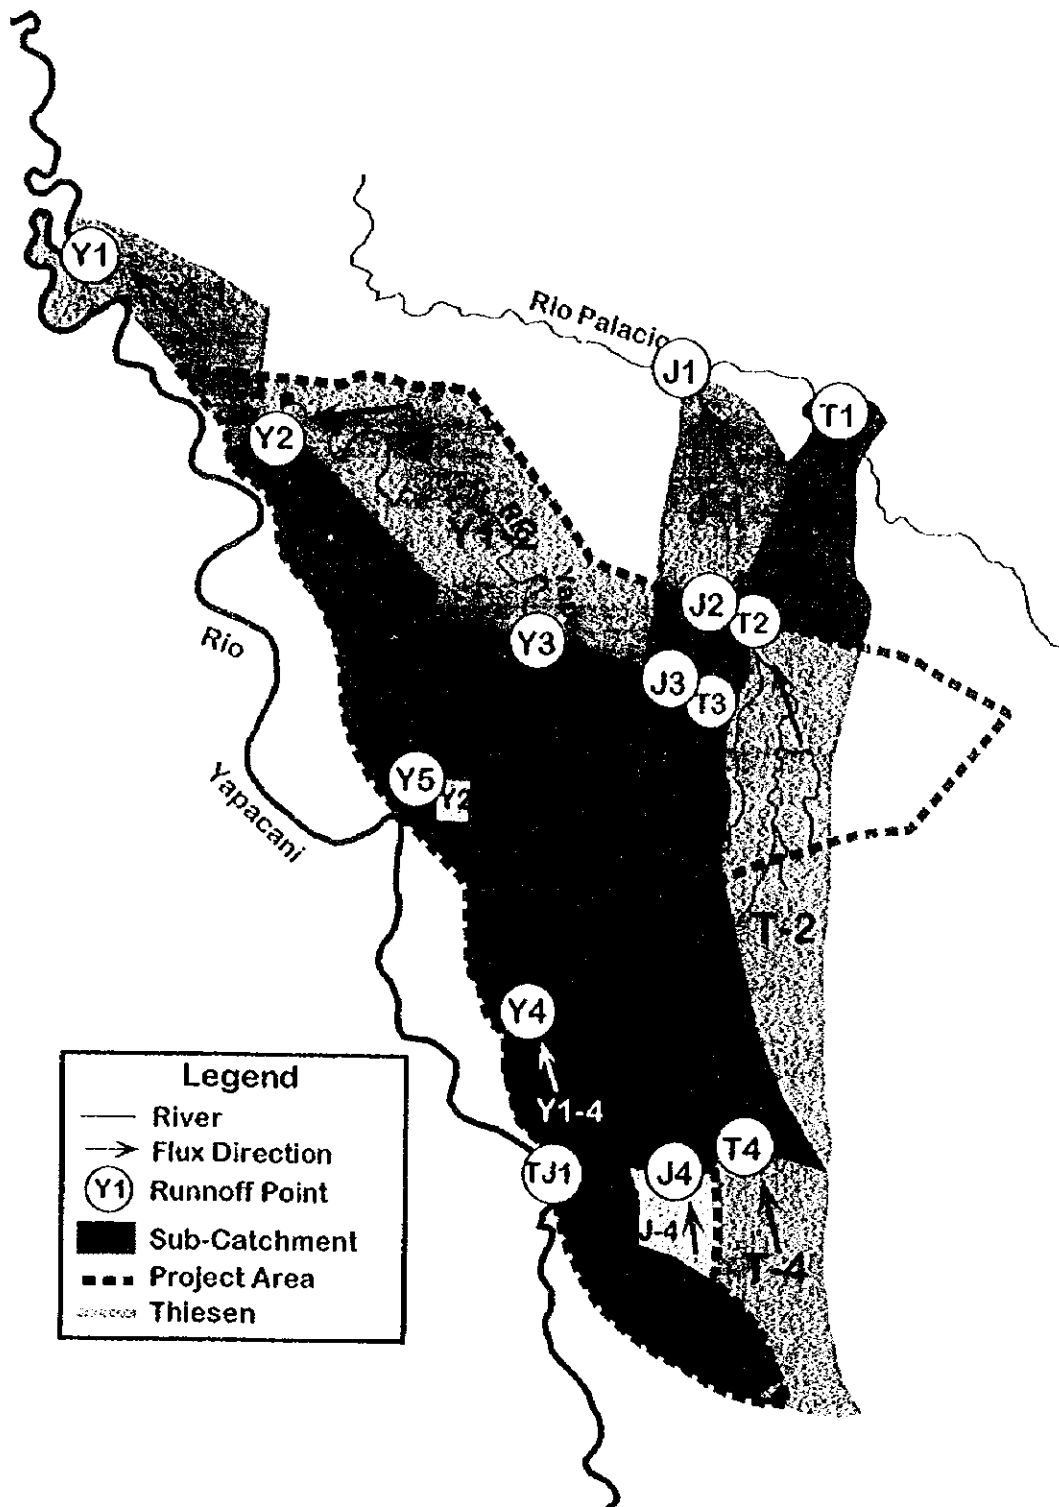 Y1
Rio Palacio
J1
T1
Y2
J2
T2
Y3
Rio
J3
T3
Y5
Y2
Yapacani
T-2
Y4
Y1-4
TJ1
J4
T4
J-4
T-4
Legend
River
Flux Direction
Y1
Runnoff Point
Sub-Catchment
Project Area
Thiesen